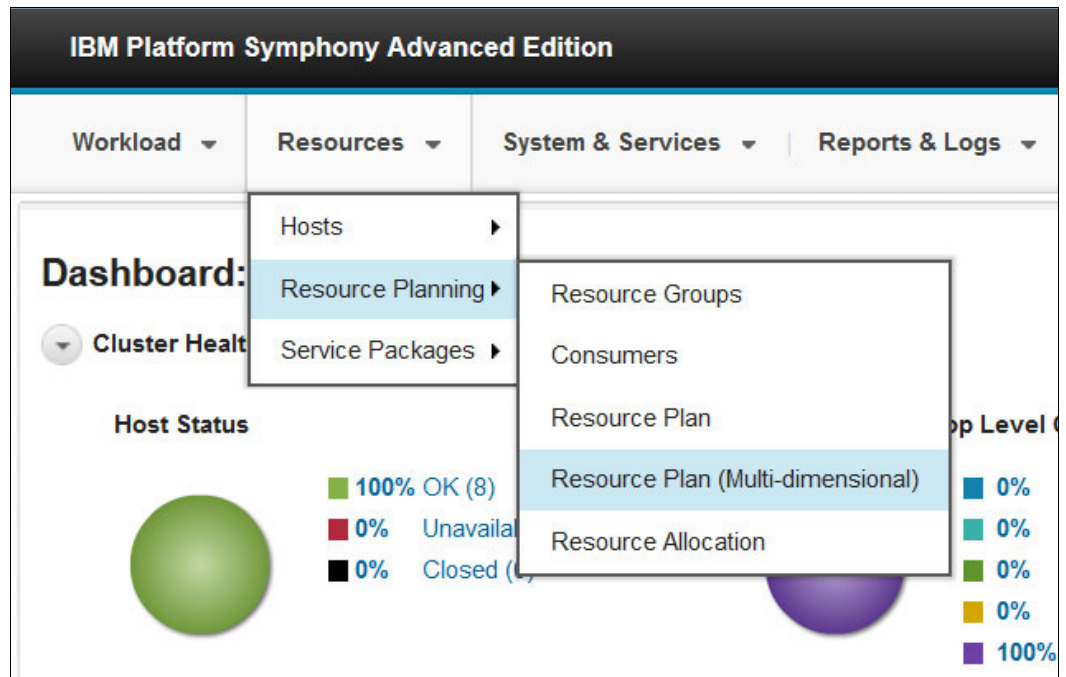 IBM Platform Symphony Advanced Edition
Workload Resources System & Services Reports & Logs
Hosts
Dashboard:
Resource Planning
Resource Groups
Cluster Healt
Service Packages
Consumers
Host Status
Resource Plan
Level
100% OK (8)
Resource Plan (Multi-dimensional)
0%
0%
0%
0% Closed
Resource Allocation
0%
0%
100%